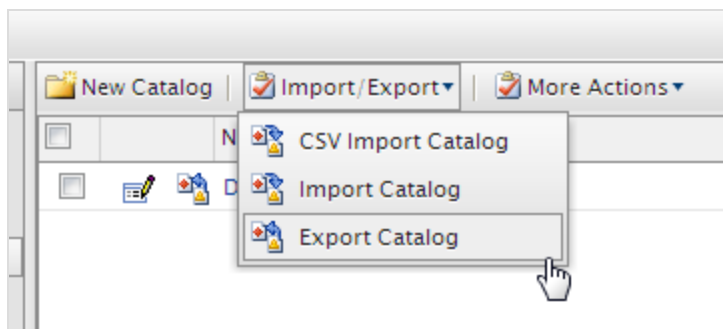 New Catalog | Import/Export | More Actions
N
CSV Import Catalog
D
Import Catalog
Export Catalog